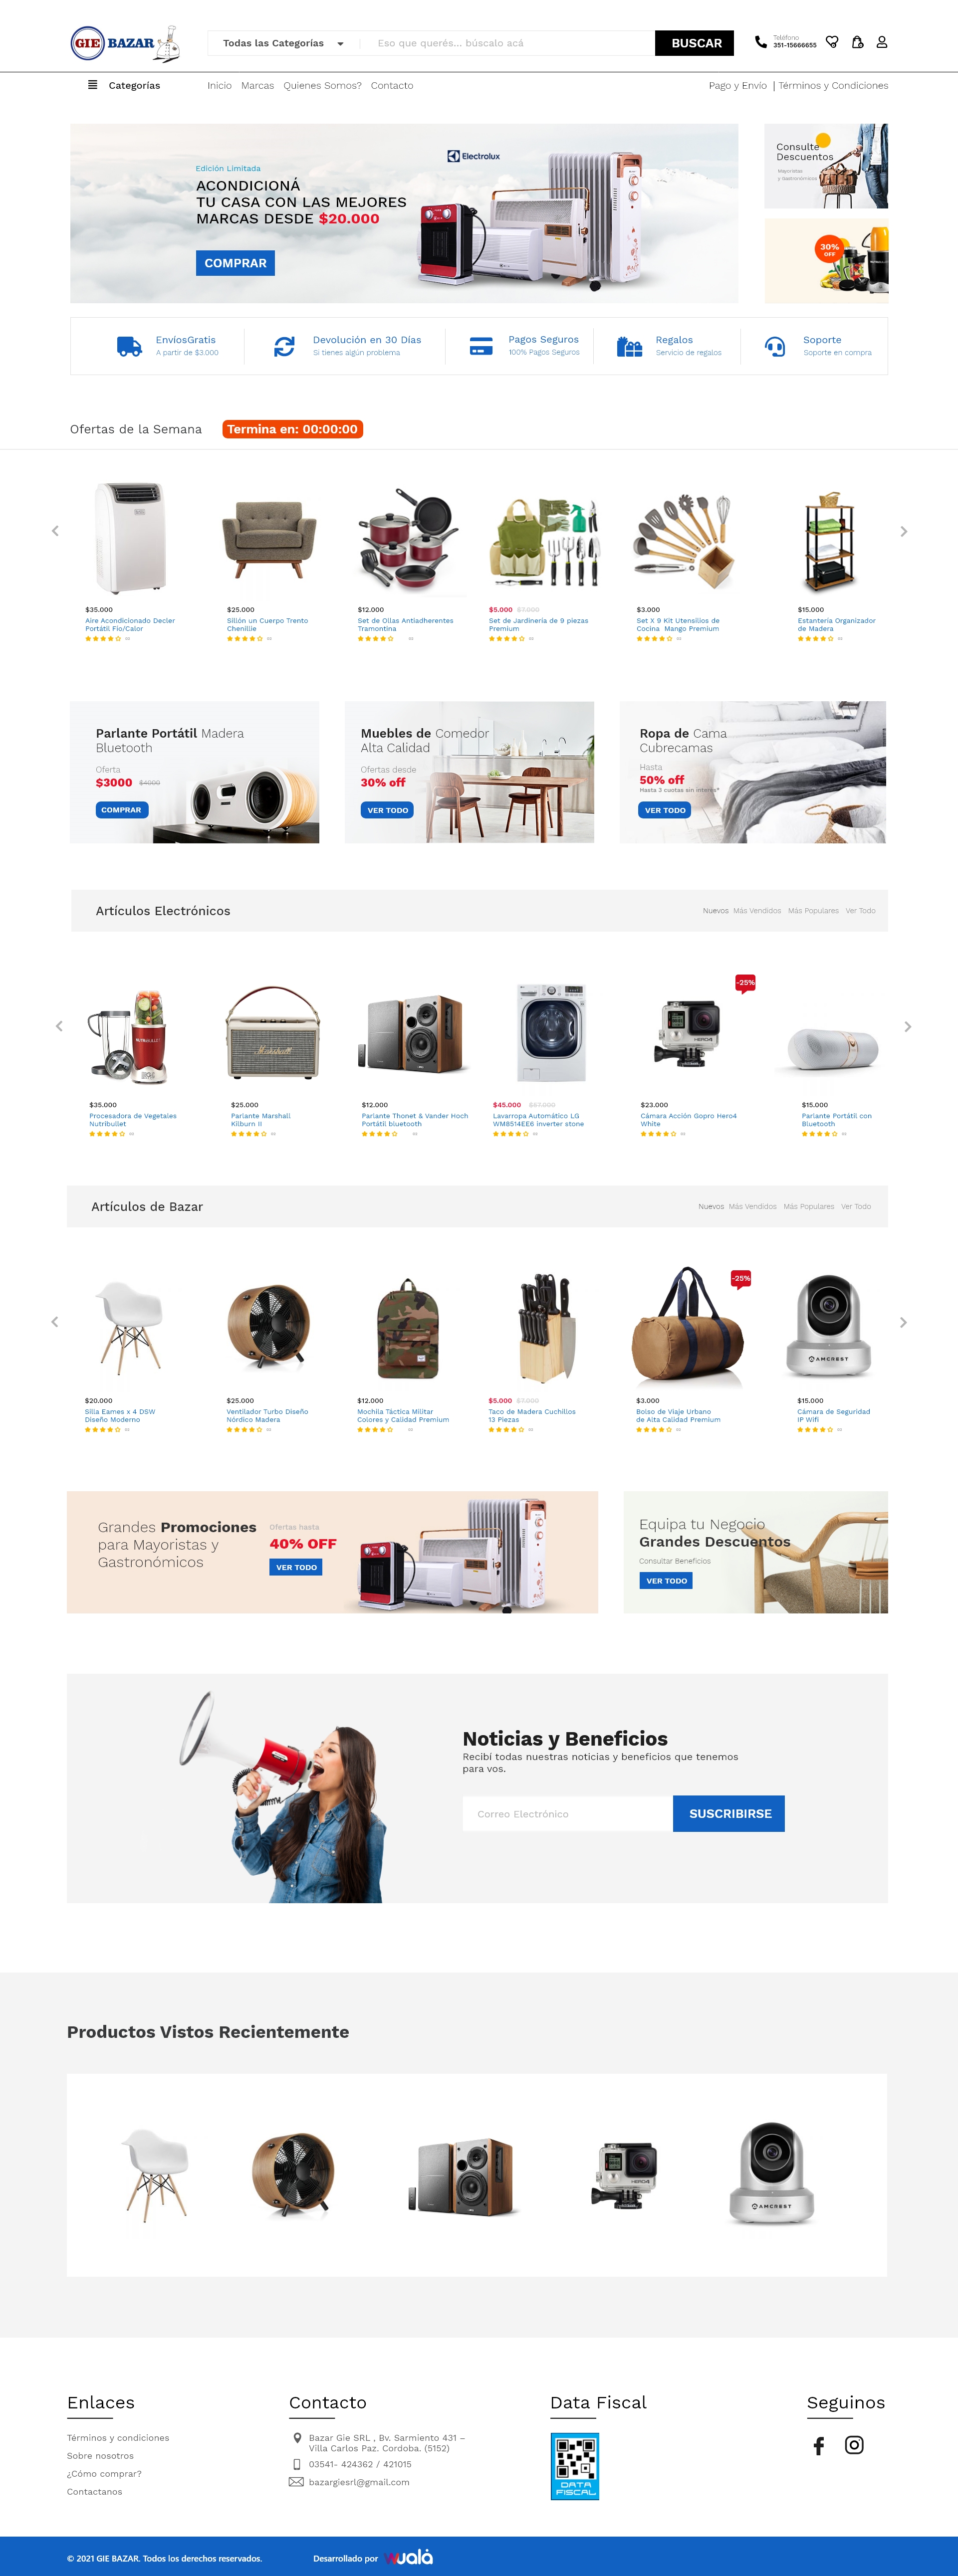 GIE BAZAR
Todas las Categorías
Eso que querés... búscalo acá
BUSCAR
Teléfono
351-15666655
Categorías
Inicio Marcas Quienes Somos? Contacto
Pago y Envío | Términos y Condiciones
Edición Limitada
ACONDICIONÁ
TU CASA CON LAS MEJORES
MARCAS DESDE $20.000
COMPRAR
Electrolux
Consulte
Descuentos
Mayoristas
y Gastronómicos
30%
OFF
EnvíosGratis
A partir de $3.000
Devolución en 30 Días
Si tienes algún problema
Pagos Seguros
100% Pagos Seguros
Regalos
Servicio de regalos
Soporte
Soporte en compra
Ofertas de la Semana
Termina en: 00:00:00
$35.000
Aire Acondicionado Decler
Portátil Fío/Calor
$25.000
Sillón un Cuerpo Trento
Chenillie
$12.000
Set de Ollas Antiadherentes
Tramontina
$5.000 $7.000
Set de Jardinería de 9 piezas
Premium
$3.000
Set X 9 Kit Utensilios de
Cocina Mango Premium
$15.000
Estantería Organizador
de Madera
Parlante Portátil Madera
Bluetooth
Oferta
$3000 $4000
COMPRAR
Muebles de Comedor
Alta Calidad
Ofertas desde
30% off
VER TODO
Ropa de Cama
Cubrecamas
Hasta
50% off
Hasta 3 cuotas sin interés*
VER TODO
Artículos Electrónicos
Nuevos Más Vendidos Más Populares Ver Todo
NUTRIBULLET
Marshall
HERO4
-25%
$35.000
Procesadora de Vegetales
Nutribullet
$25.000
Parlante Marshall
Kilburn II
$12.000
Parlante Thonet & Vander Hoch
Portátil bluetooth
$45.000 $67.000
Lavarropa Automático LG
WM8514EE6 inverter stone
$23.000
Cámara Acción Gopro Hero4
White
$15.000
Parlante Portátil con
Bluetooth
Artículos de Bazar
Nuevos Más Vendidos Más Populares Ver Todo
-25%
AMCREST
$20.000
Silla Eames x 4 DSW
Diseño Moderno
$25.000
Ventilador Turbo Diseño
Nórdico Madera
$12.000
Mochila Táctica Militar
Colores y Calidad Premium
$5.000 $7.000
Taco de Madera Cuchillos
13 Piezas
$3.000
Bolso de Viaje Urbano
de Alta Calidad Premium
$15.000
Cámara de Seguridad
IP Wifi
Grandes Promociones
para Mayoristas y
Gastronómicos
Ofertas hasta
40% OFF
VER TODO
Equipa tu Negocio
Grandes Descuentos
Consultar Beneficios
VER TODO
Noticias y Beneficios
Recibí todas nuestras noticias y beneficios que tenemos
para vos.
Correo Electrónico
SUSCRIBIRSE
Productos Vistos Recientemente
HERO4
AMCREST
Enlaces
Términos y condiciones
Sobre nosotros
¿Cómo comprar?
Contactanos
Contacto
Bazar Gie SRL , Bv. Sarmiento 431 –
Villa Carlos Paz. Cordoba. (5152)
03541- 424362 / 421015
bazargiesrl@gmail.com
Data Fiscal
DATA
FISCAL
Seguinos
© 2021 GIE BAZAR. Todos los derechos reservados.
Desarrollado por wualá